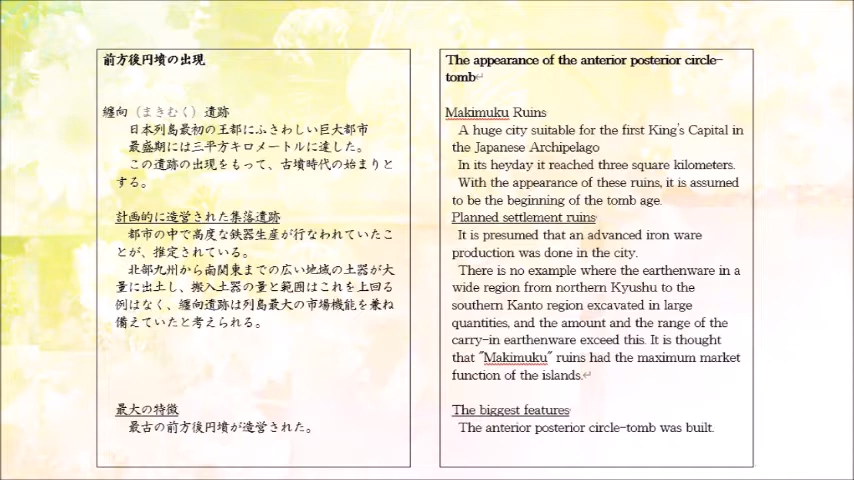 前方後円墳の出現
纏向（まきむく）遺跡
日本列島最初の王都にふさわしい巨大都市
最盛期には三平方キロメートルに達した。
この遺跡の出現をもって、古墳時代の始まりと
する。
計画的に造営された集落遺跡
都市の中で高度な鉄器生産が行なわれていたこ
とが、推定されている。
北部九州から南関東までの広い地域の土器が大
量に出土し、搬入土器の量と範囲はこれを上回る
例はなく、纏向遺跡は列島最大の市場機能を兼ね
備えていたと考えられる。
最大の特徴
最古の前方後円墳が造営された。
The appearance of the anterior posterior circle-
tomb
Makimuku Ruins
A huge city suitable for the first King's Capital in
the Japanese Archipelago
In its heyday it reached three square kilometers.
With the appearance of these ruins, it is assumed
to be the beginning of the tomb age.
Planned settlement ruins
It is presumed that an advanced iron ware
production was done in the city.
There is no example where the earthenware in a
wide region from northern Kyushu to the
southern Kanto region excavated in large
quantities, and the amount and the range of the
carry-in earthenware exceed this. It is thought
that "Makimuku" ruins had the maximum market
function of the islands.
The biggest features
The anterior posterior circle-tomb was built.